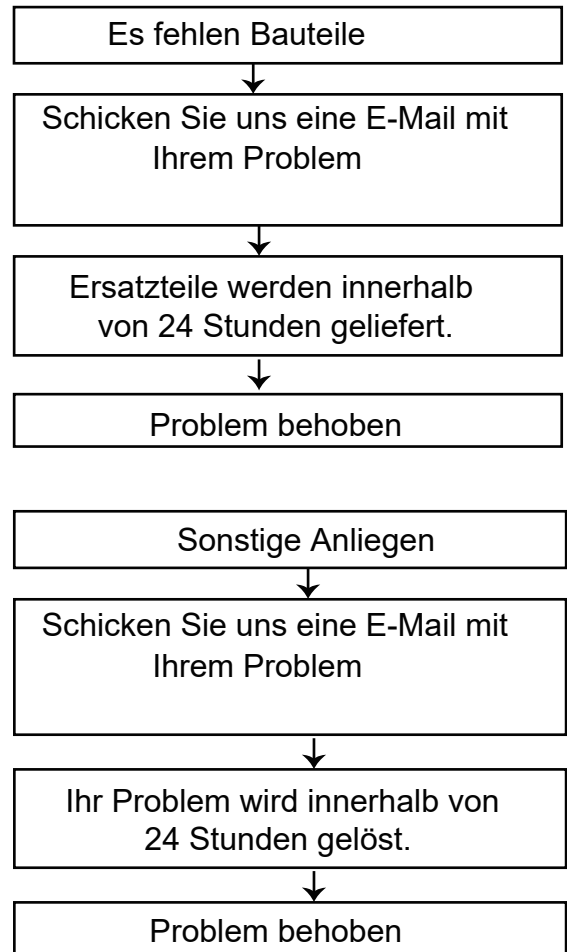 Es fehlen Bauteile
Schicken Sie uns eine E-Mail mit
Ihrem Problem
Ersatzteile werden innerhalb
von 24 Stunden geliefert.
Problem behoben
Sonstige Anliegen
Schicken Sie uns eine E-Mail mit
Ihrem Problem
Ihr Problem wird innerhalb von
24 Stunden gelöst.
Problem behoben